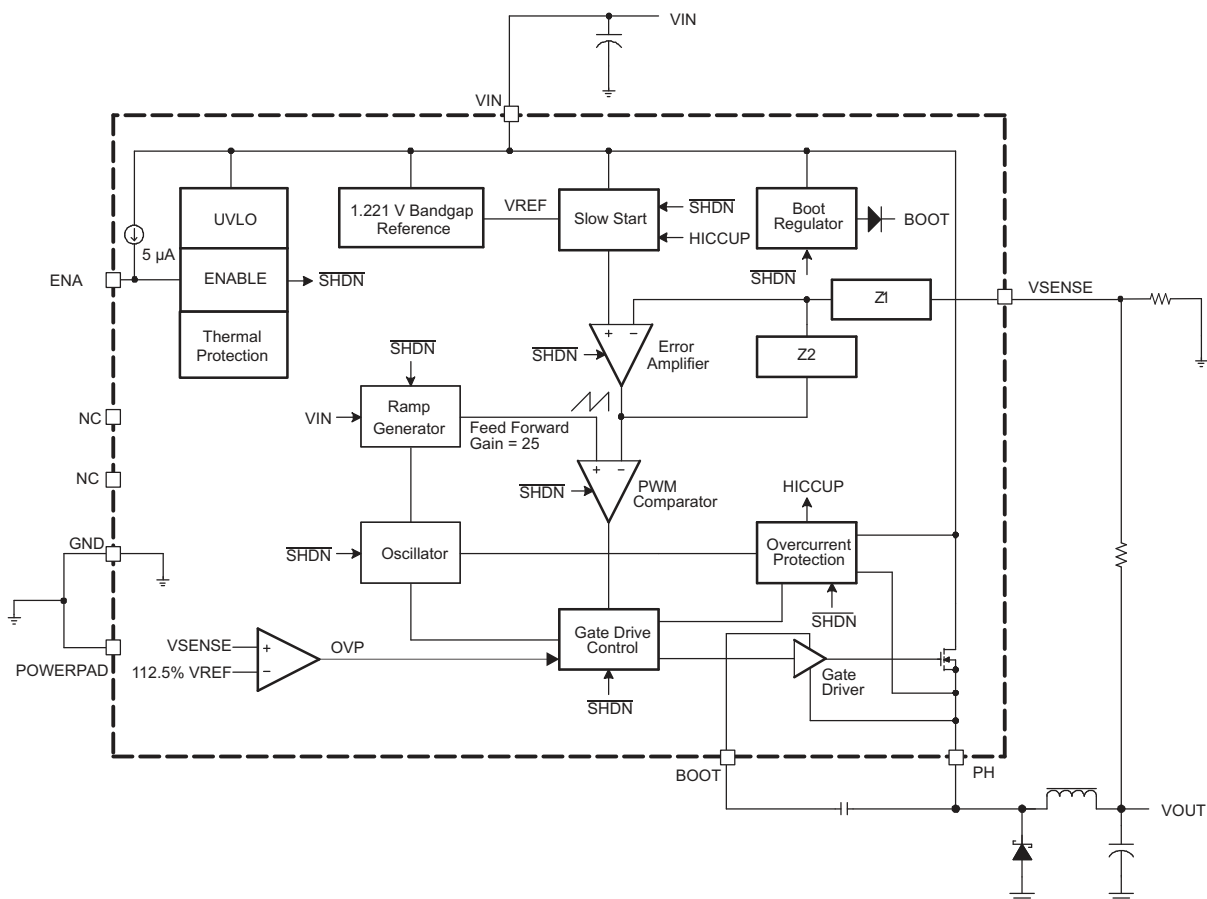 VIN
VIN
UVLO
1.221 V Bandgap
Reference
VREF
Slow Start
SHDN
HICCUP
Boot
Regulator
BOOT
5 µA
ENA
ENABLE
SHDN
SHDN
Z1
VSENSE
Thermal
Protection
SHDN
+ −
Error
Amplifier
Z2
SHDN
NC
VIN
Ramp
Generator
Feed Forward
Gain = 25
NC
+ −
SHDN
PWM
Comparator
HICCUP
GND
SHDN
Oscillator
Overcurrent
Protection
SHDN
POWERPAD
VSENSE
+
112.5% VREF
−
OVP
Gate Drive
Control
Gate
Driver
SHDN
BOOT
PH
VOUT